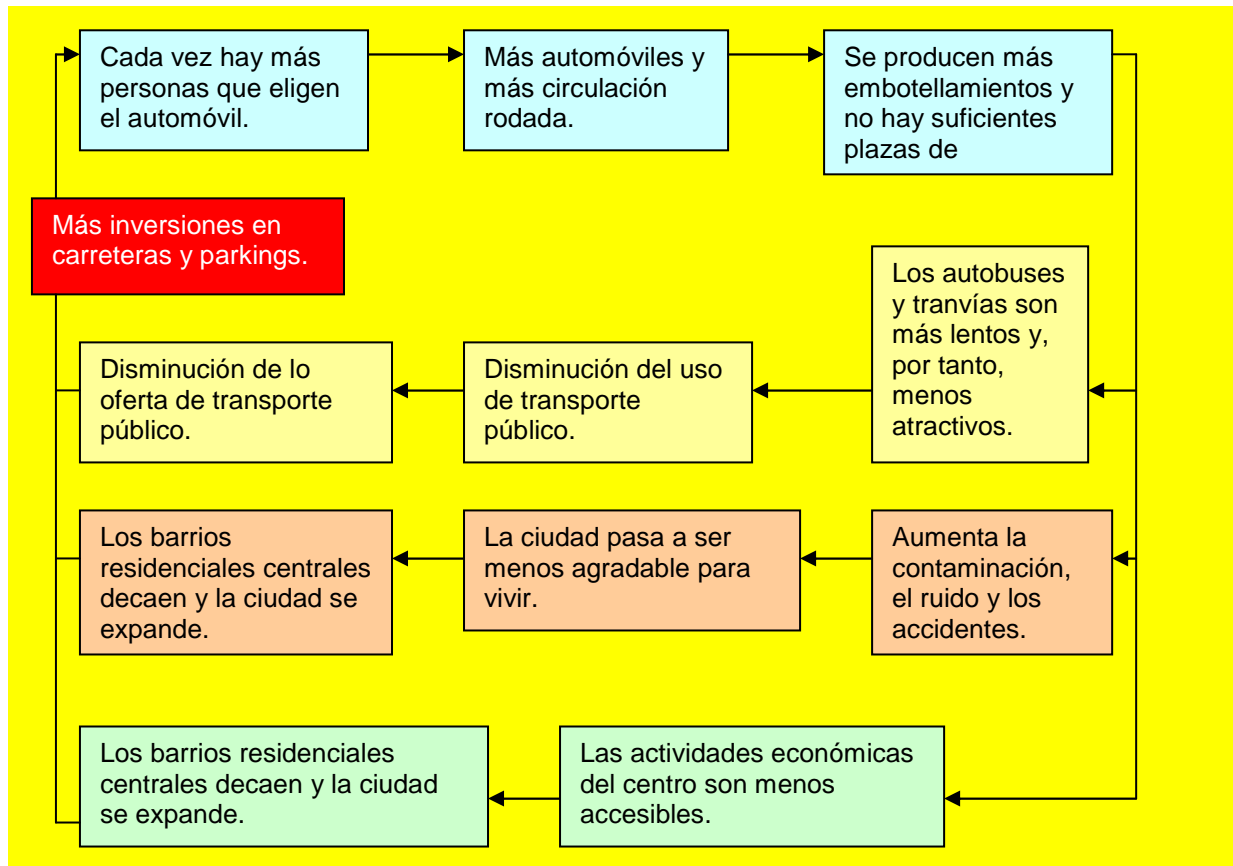 Cada vez hay más
personas que eligen
el automóvil.
Más automóviles y
más circulación
rodada.
Se producen más
embotellamientos y
no hay suficientes
plazas de
Más inversiones en
carreteras y parkings.
Los autobuses
y tranvías son
más lentos y,
por tanto,
menos
atractivos.
Disminución del uso
de transporte
público.
Disminución de lo
oferta de transporte
público.
Aumenta la
contaminación,
el ruido y los
accidentes.
La ciudad pasa a ser
menos agradable para
vivir.
Los barrios
residenciales centrales
decaen y la ciudad se
expande.
Las actividades económicas
del centro son menos
accesibles.
Los barrios residenciales
centrales decaen y la ciudad
se expande.